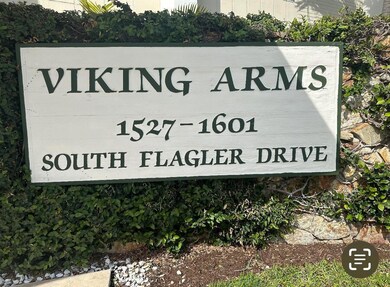 VIKING ARMS
1527-1601
SOUTH FLAGLER DRIVE